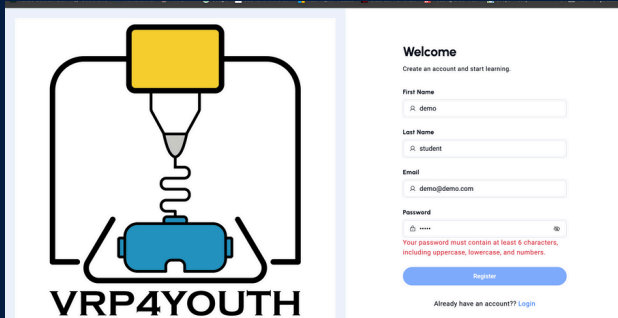 VRP4YOUTH
Welcome
Create an account and start learning.
First Name
demo
Last Name
student
Email
demo@demo.com
Password
•••••
Your password must contain at least 6 characters,
including uppercase, lowercase, and numbers.
Register
Already have an account?? Login